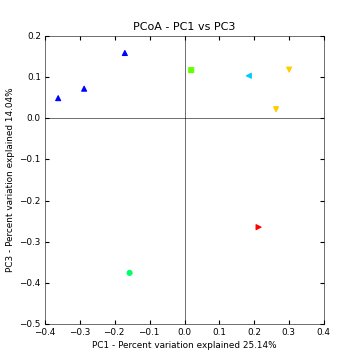 PCoA - PC1 vs PC3
0.2
0.1
0.0
−0.1
−0.2
−0.3
−0.4
−0.5
PC3 - Percent variation explained 14.04%
−0.4 −0.3 −0.2 −0.1 0.0 0.1 0.2 0.3 0.4
PC1 - Percent variation explained 25.14%